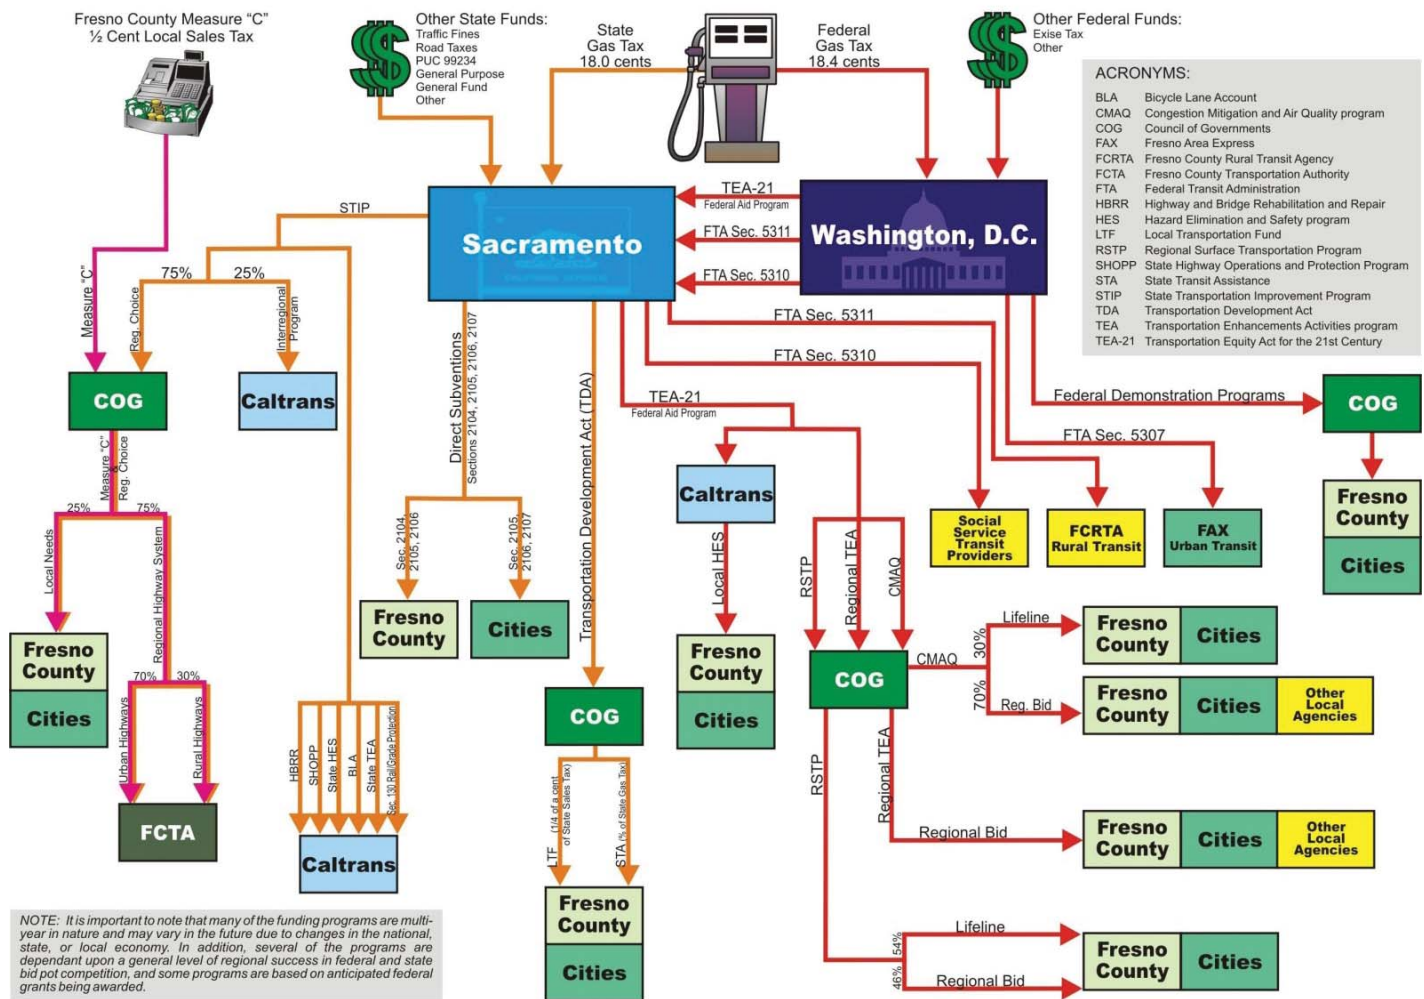 Fresno County Measure “C”
½ Cent Local Sales Tax
Other State Funds:
Traffic Fines
Road Taxes
PUC 99234
General Purpose
General Fund
Other
State
Gas Tax
18.0 cents
Federal
Gas Tax
18.4 cents
Other Federal Funds:
Exise Tax
Other
ACRONYMS:
BLA Bicycle Lane Account
CMAQ Congestion Mitigation and Air Quality program
COG Council of Governments
FAX Fresno Area Express
FCRTA Fresno County Rural Transit Agency
FCTA Fresno County Transportation Authority
FTA Federal Transit Administration
HBRR Highway and Bridge Rehabilitation and Repair
HES Hazard Elimination and Safety program
LTF Local Transportation Fund
RSTP Regional Surface Transportation Program
SHOPP State Highway Operations and Protection Program
STA State Transit Assistance
STIP State Transportation Improvement Program
TDA Transportation Development Act
TEA Transportation Enhancements Activities program
TEA-21 Transportation Equity Act for the 21st Century
Sacramento
Washington, D.C.
TEA-21
Federal Aid Program
FTA Sec. 5311
FTA Sec. 5310
STIP
75%
25%
Measure “C”
Reg. Choice
Interregional
Program
COG
Caltrans
Measure “C”
&
Reg. Choice
25%
75%
Local Needs
Regional Highway System
Fresno
County
Cities
70%
30%
Urban Highways
Rural Highways
FCTA
HBRR
SHOPP
State HES
BLA
State TEA
Sec. 130 Rail/Grade Protection
Caltrans
Direct Subventions
Sections 2104, 2105, 2106, 2107
Sec. 2104,
2105, 2106
Sec. 2105,
2106, 2107
Fresno
County
Cities
Transportation Development Act (TDA)
COG
LTF (1/4 of a cent
of State Sales Tax)
STA (% of State Gas Tax)
Fresno
County
Cities
FTA Sec. 5311
FTA Sec. 5310
TEA-21
Federal Aid Program
Caltrans
Local HES
Fresno
County
Cities
RSTP
Regional TEA
CMAQ
COG
Social
Service
Transit
Providers
FCRTA
Rural Transit
FAX
Urban Transit
FTA Sec. 5307
Federal Demonstration Programs
COG
Fresno
County
Cities
CMAQ
30%
70%
Lifeline
Reg. Bid
Fresno
County
Cities
Fresno
County
Cities
Other
Local
Agencies
RSTP
Regional TEA
Regional Bid
Fresno
County
Cities
Other
Local
Agencies
54%
46%
Lifeline
Regional Bid
Fresno
County
Cities
NOTE: It is important to note that many of the funding programs are multi-
year in nature and may vary in the future due to changes in the national,
state, or local economy. In addition, several of the programs are
dependant upon a general level of regional success in federal and state
bid pot competition, and some programs are based on anticipated federal
grants being awarded.